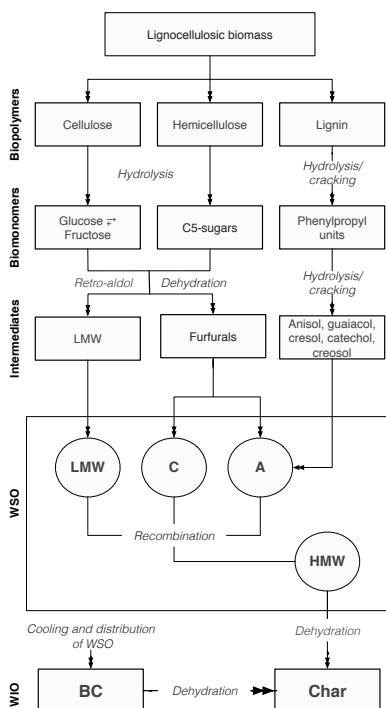 Lignocellulosic biomass
Biopolymers
Cellulose
Hemicellulose
Lignin
Hydrolysis
Hydrolysis/
cracking
Biomonomers
Glucose ⇄
Fructose
C5-sugars
Phenylpropyl
units
Retro-aldol
Dehydration
Hydrolysis/
cracking
Intermediates
LMW
Furfurals
Anisol, guaiacol,
cresol, catechol,
creosol
WSO
LMW
C
A
Recombination
HMW
Cooling and distribution
of WSO
Dehydration
WIO
BC
Dehydration
Char